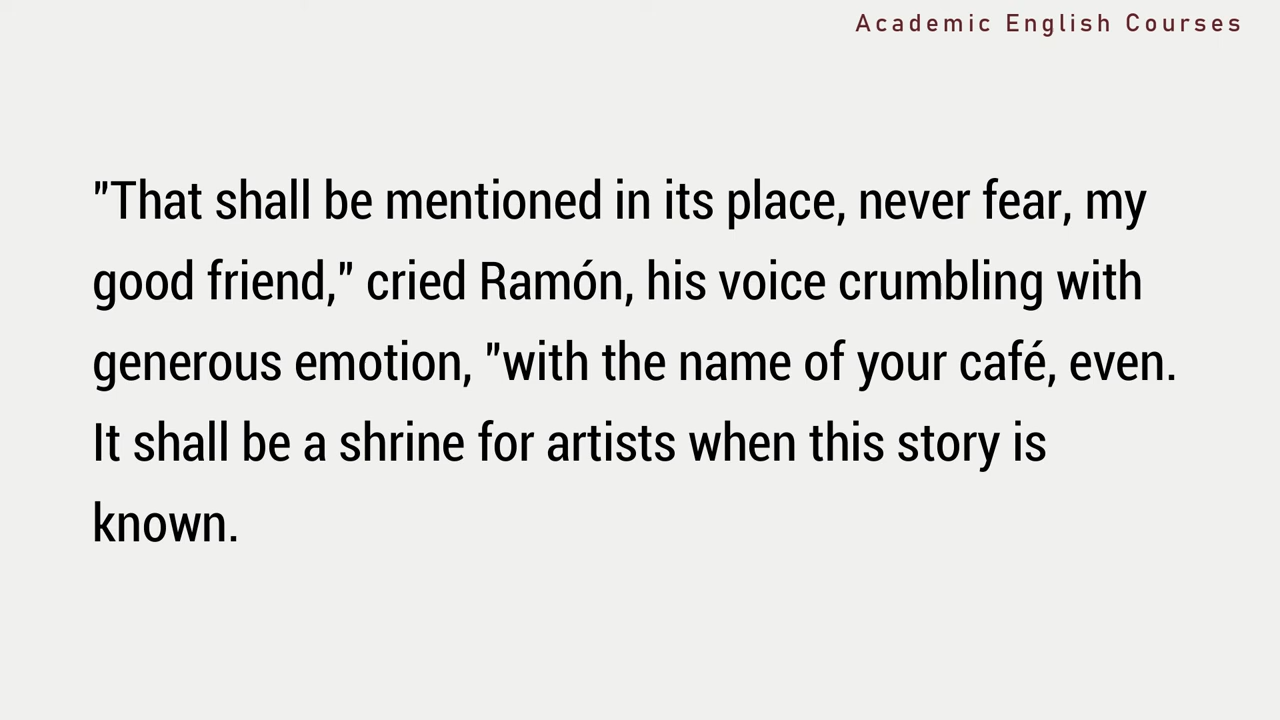 Academic English Courses
"That shall be mentioned in its place, never fear, my
good friend," cried Ramón, his voice crumbling with
generous emotion, "with the name of your café, even.
It shall be a shrine for artists when this story is
known.